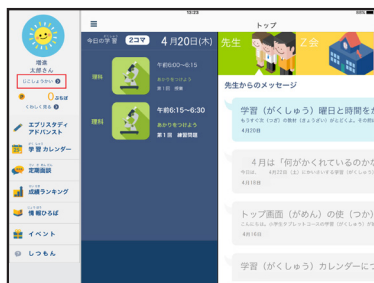 19:23
トップ
増進
太郎さん
じこしょうかい
0ぷちぽ
くわしく見る
エブリスタディ
アドバンスト
学習カレンダー
定期面談
成績ランキング
情報ひろば
イベント
しつもん
今日の学習 2コマ 4月20日(木)
理科
午前6:00～6:15
あかりをつけよう
第1回 授業
理科
午前6:15～6:30
あかりをつけよう
第1回 練習問題
先生
Z会
先生からのメッセージ
学習(がくしゅう)曜日と時間をか
4月20日
4月は「何がかくれているのかな
4月19日
トップ画面(がめん)の使(つか)
4月16日
学習(がくしゅう)カレンダーにつ